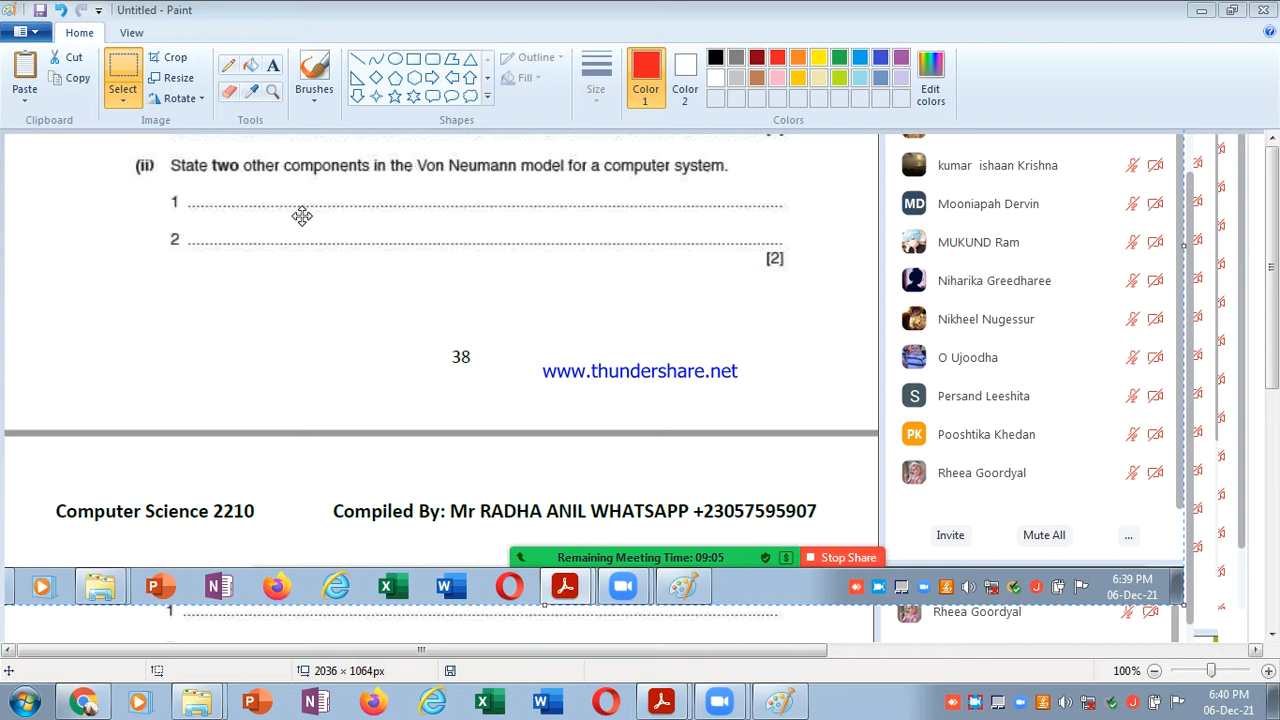 Untitled - Paint
Home
View
Paste
Cut
Copy
Clipboard
Select
Crop
Resize
Rotate
Image
A
Tools
Brushes
Outline
Fill
Shapes
Size
Color 1
Color 2
Edit colors
Colors
(ii) State two other components in the Von Neumann model for a computer system.
1
2
[2]
38
www.thundershare.net
Computer Science 2210
Compiled By: Mr RADHA ANIL WHATSAPP +23057595907
kumar ishaan Krishna
MD Mooniapah Dervin
MUKUND Ram
Niharika Greedharee
Nikheel Nugessur
O Ujoodha
S Persand Leeshita
PK Pooshtika Khedan
Rheea Goordyal
Invite
Mute All
...
Remaining Meeting Time: 09:05
Stop Share
6:39 PM
06-Dec-21
1
Rheea Goordyal
2036 × 1064px
100%
6:40 PM
06-Dec-21